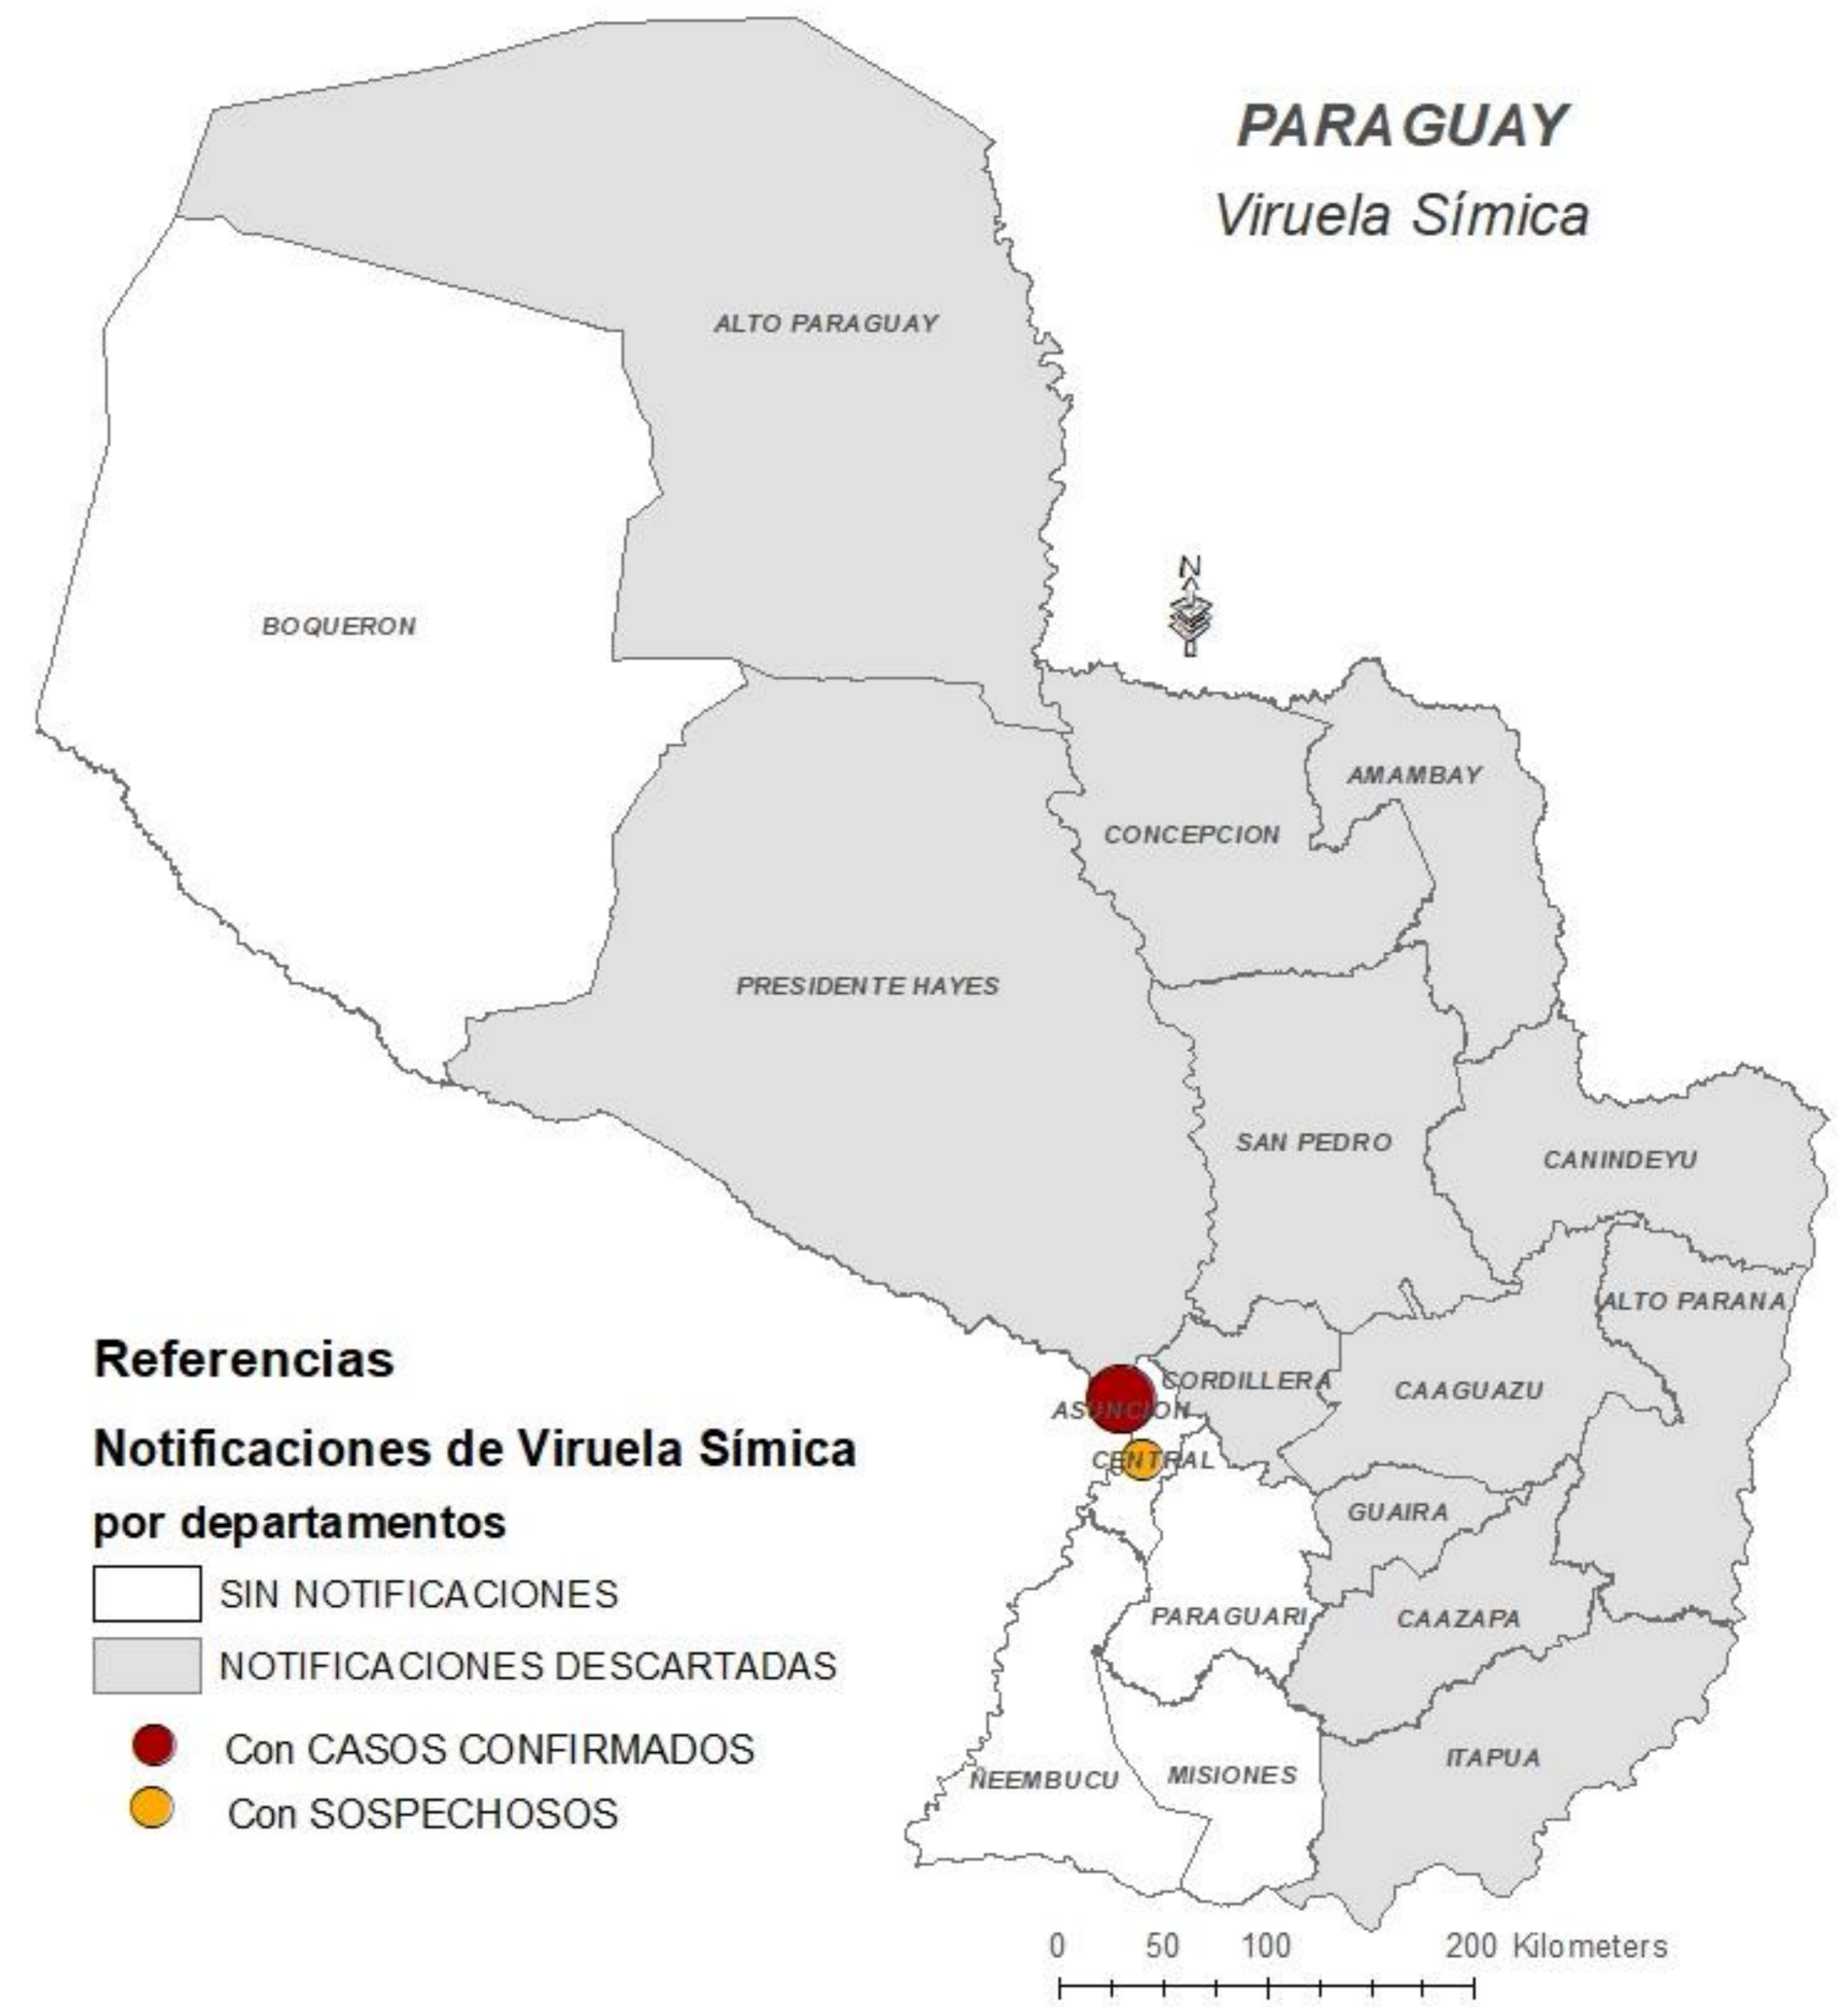 PARAGUAY
Viruela Símica
ALTO PARAGUAY
N
BOQUERON
AMAMBAY
CONCEPCION
PRESIDENTE HAYES
SAN PEDRO
CANINDEYU
ALTO PARANA
CORDILLERA
CAAGUAZU
ASUNCION
CENTRAL
GUAIRA
PARAGUARI
CAAZAPA
ITAPUA
MISIONES
ÑEEMBUCU
Referencias
Notificaciones de Viruela Símica
por departamentos
SIN NOTIFICACIONES
NOTIFICACIONES DESCARTADAS
Con CASOS CONFIRMADOS
Con SOSPECHOSOS
0 50 100 200 Kilometers